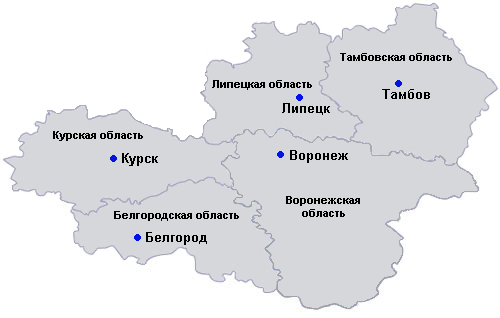 Тамбовская область
Тамбов
Липецкая область
Липецк
Курская область
Курск
Воронеж
Воронежская
область
Белгородская область
Белгород